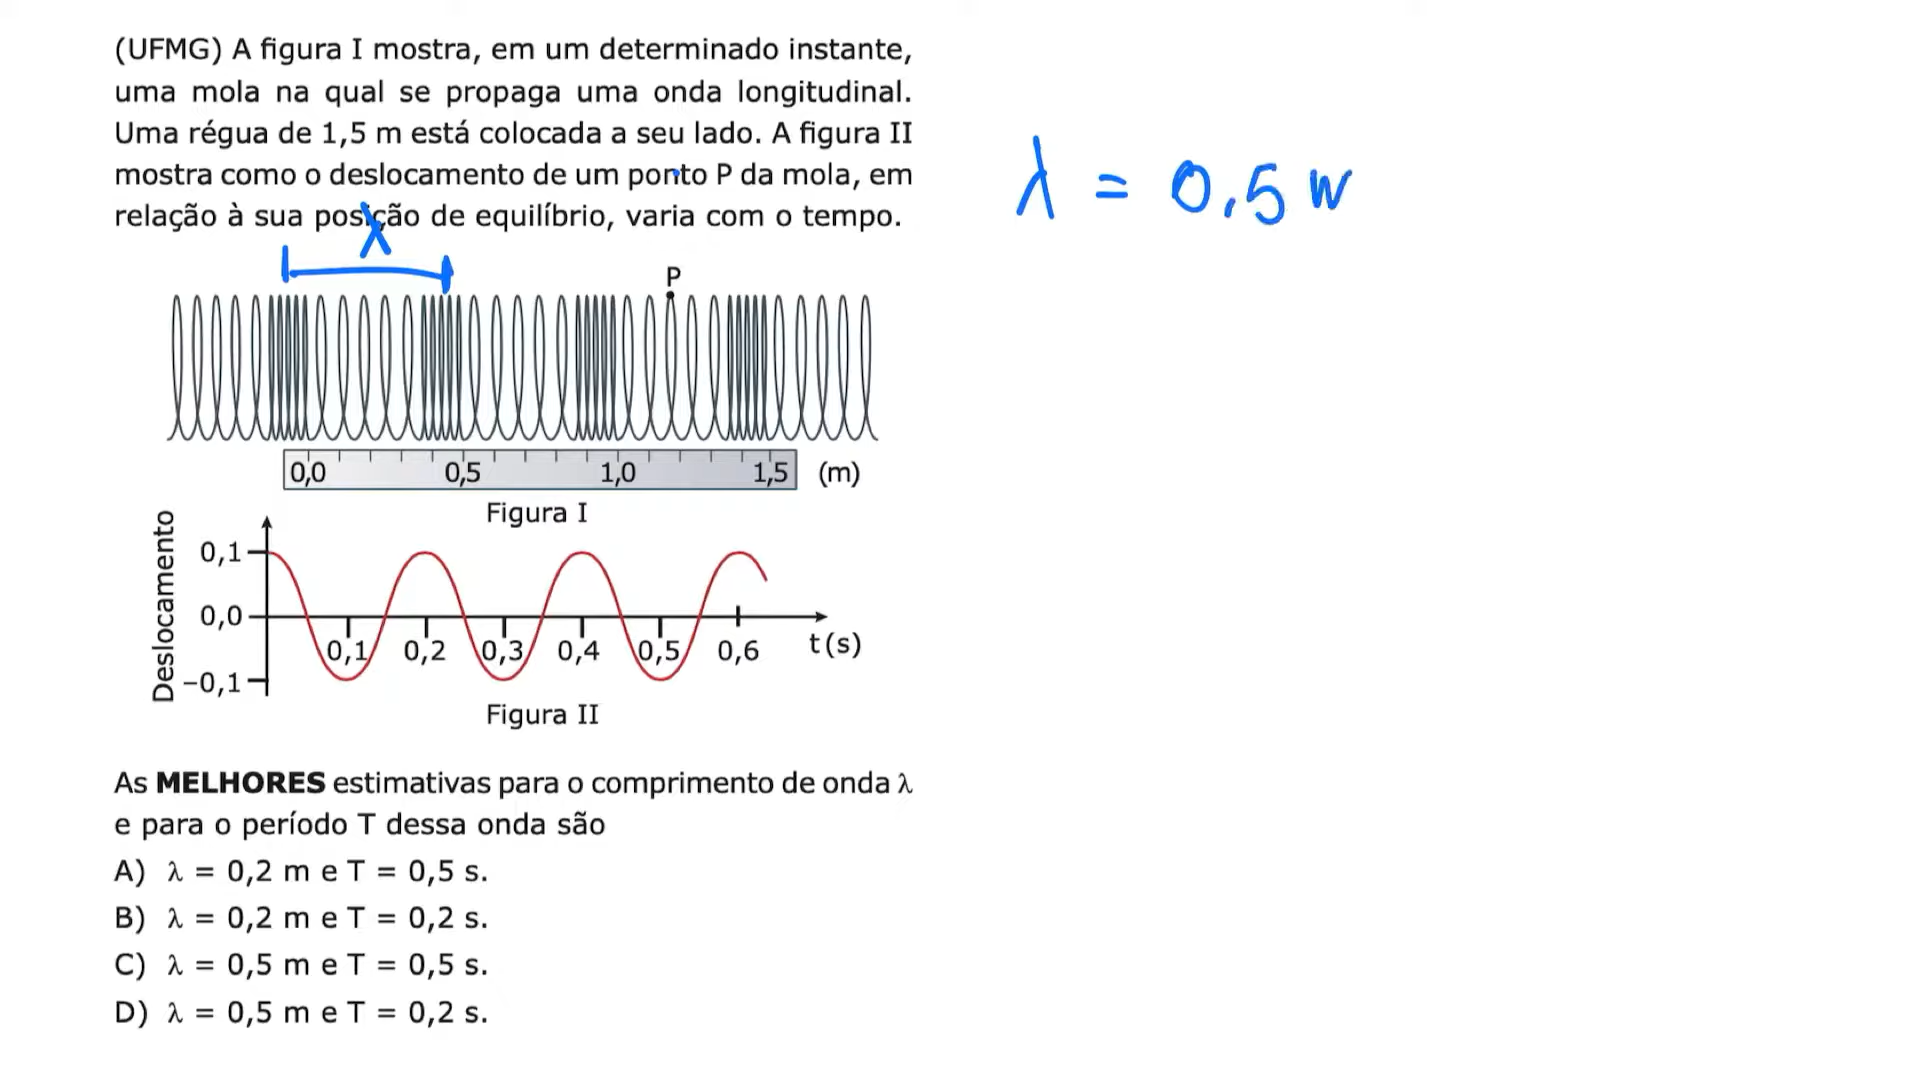 (UFMG) A figura I mostra, em um determinado instante,
uma mola na qual se propaga uma onda longitudinal.
Uma régua de 1,5 m está colocada a seu lado. A figura II
mostra como o deslocamento de um ponto P da mola, em
relação à sua posição de equilíbrio, varia com o tempo.
λ = 0,5 m
λ
P
0,0 0,5 1,0 1,5 (m)
Figura I
Deslocamento
0,1
0,0
–0,1
0,1 0,2 0,3 0,4 0,5 0,6 t(s)
Figura II
As MELHORES estimativas para o comprimento de onda λ
e para o período T dessa onda são
A) λ = 0,2 m e T = 0,5 s.
B) λ = 0,2 m e T = 0,2 s.
C) λ = 0,5 m e T = 0,5 s.
D) λ = 0,5 m e T = 0,2 s.